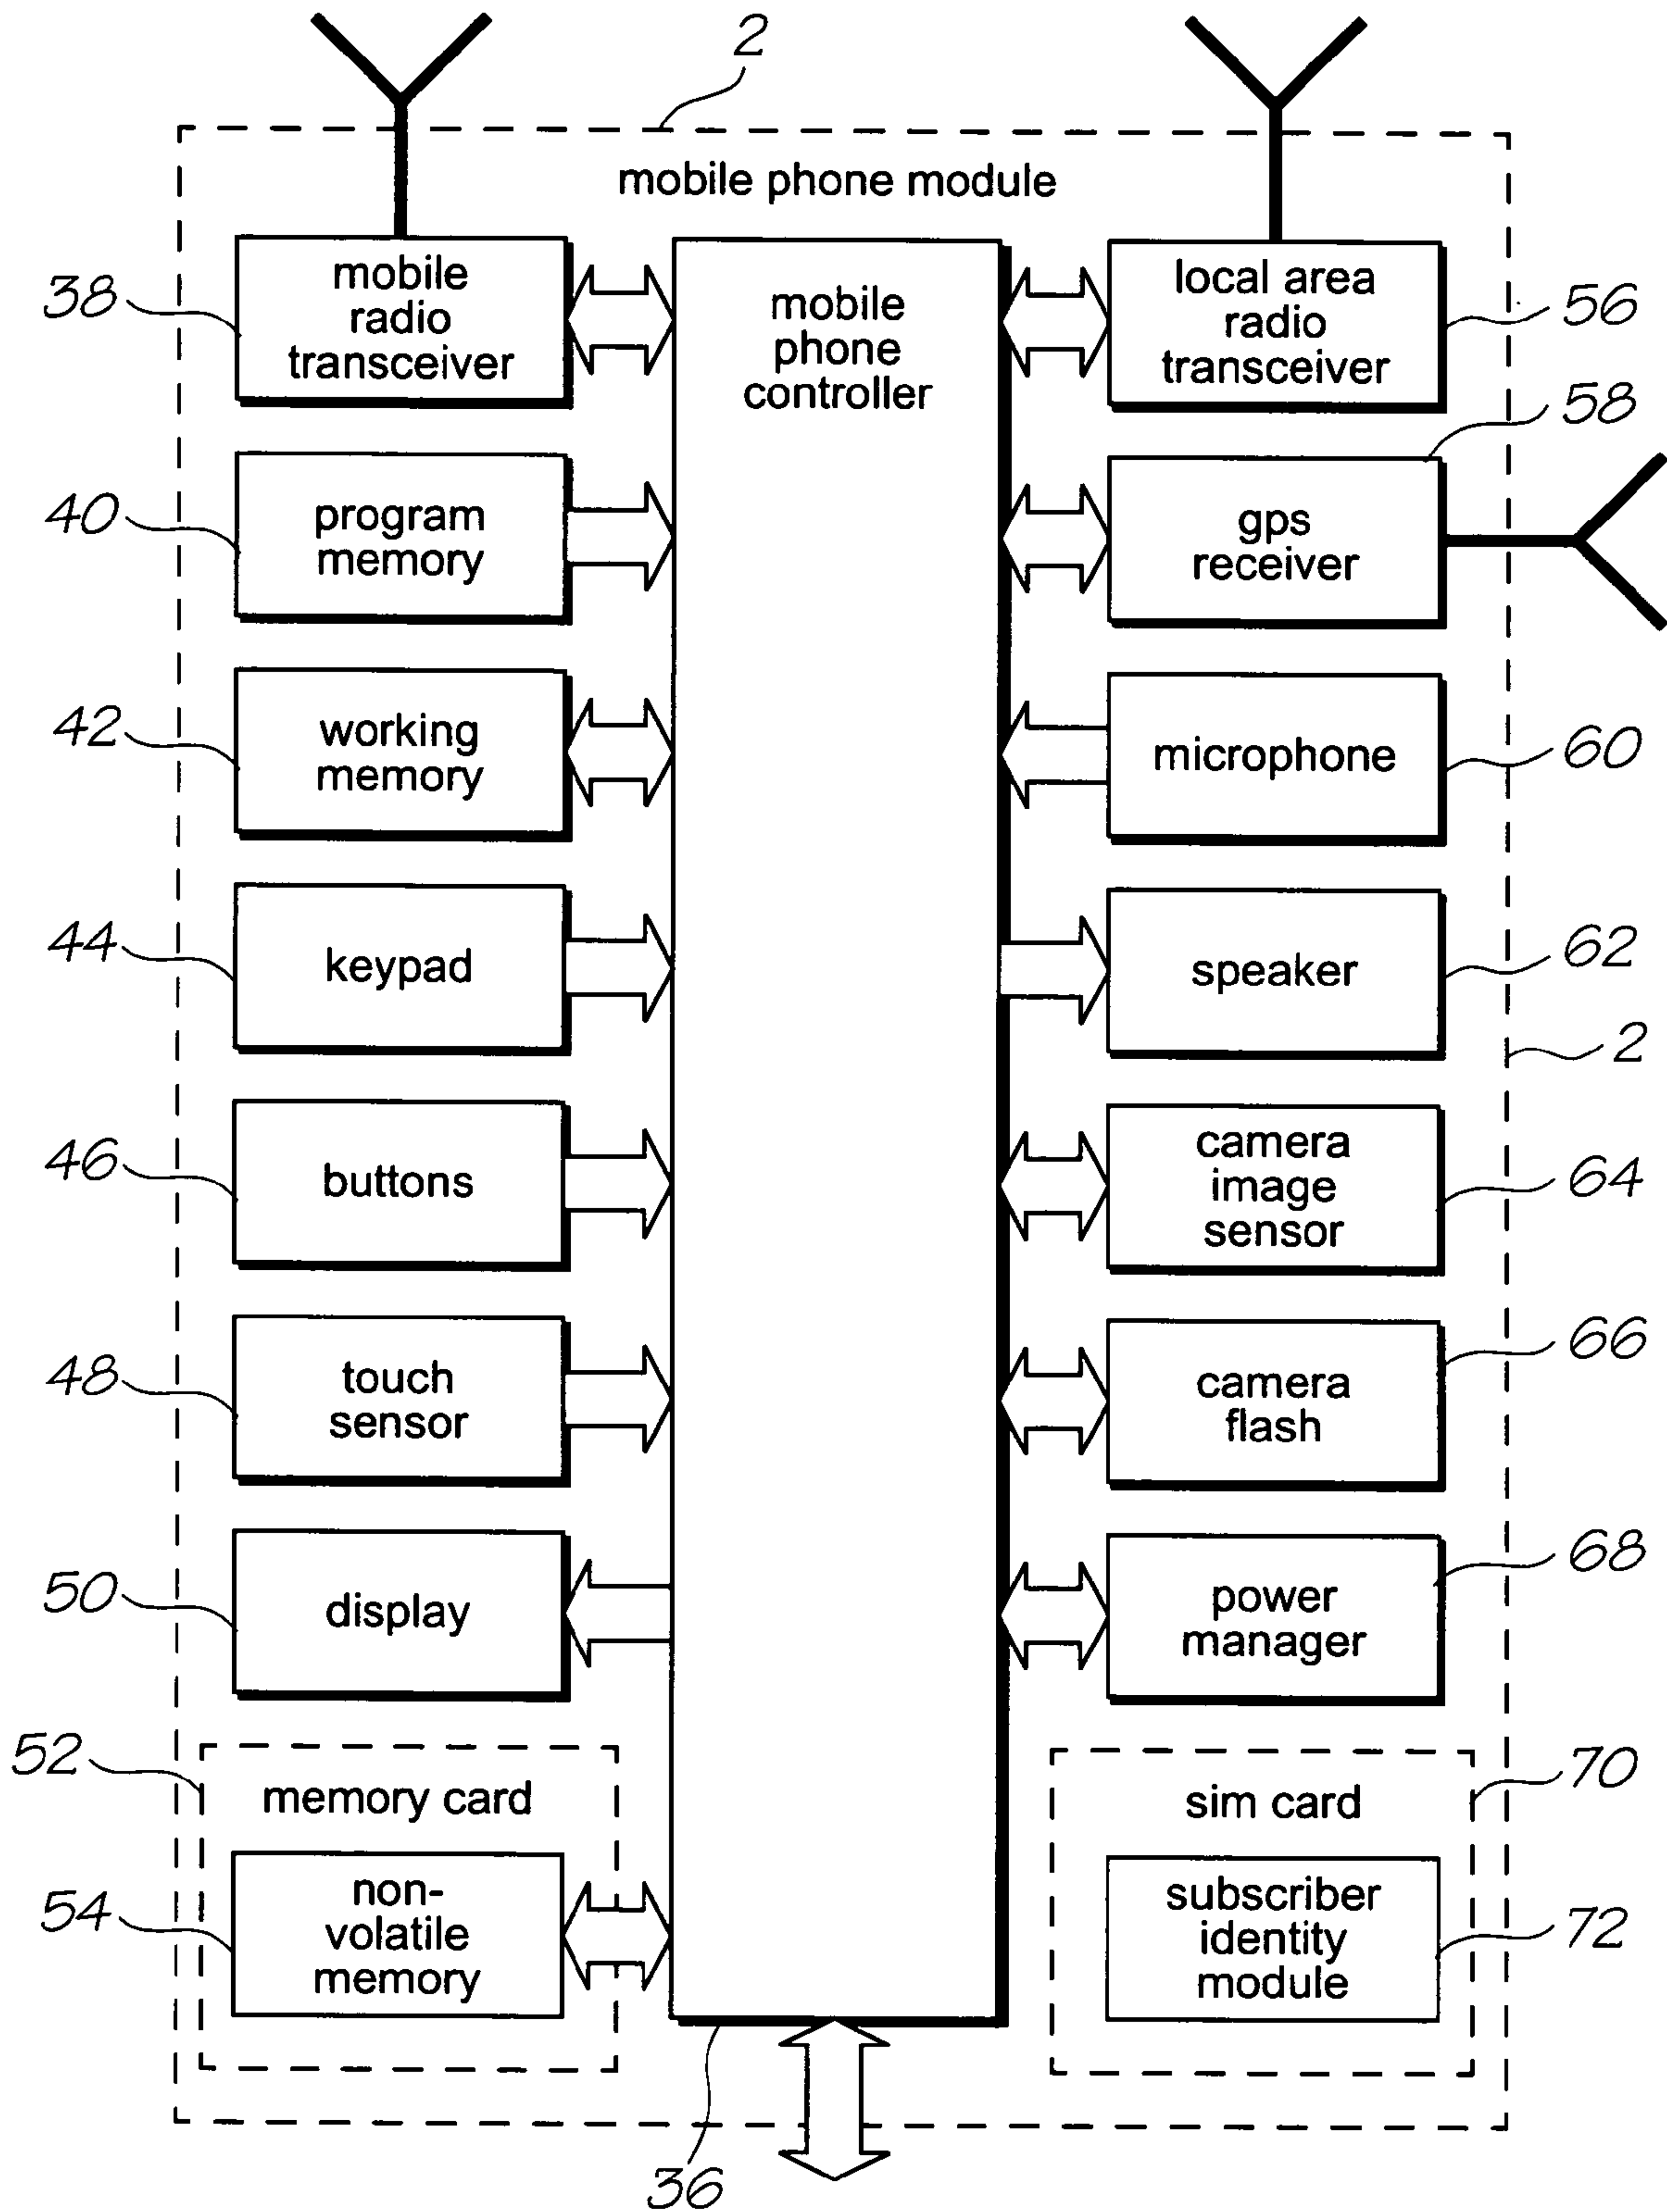 2
mobile phone module
38
mobile
radio
transceiver
mobile
phone
controller
local area
radio
transceiver
56
58
40
program
memory
gps
receiver
42
working
memory
microphone
60
44
keypad
speaker
62
2
46
buttons
camera
image
sensor
64
48
touch
sensor
camera
flash
66
50
display
power
manager
68
52
memory card
sim card
70
54
non-
volatile
memory
subscriber
identity
module
72
36